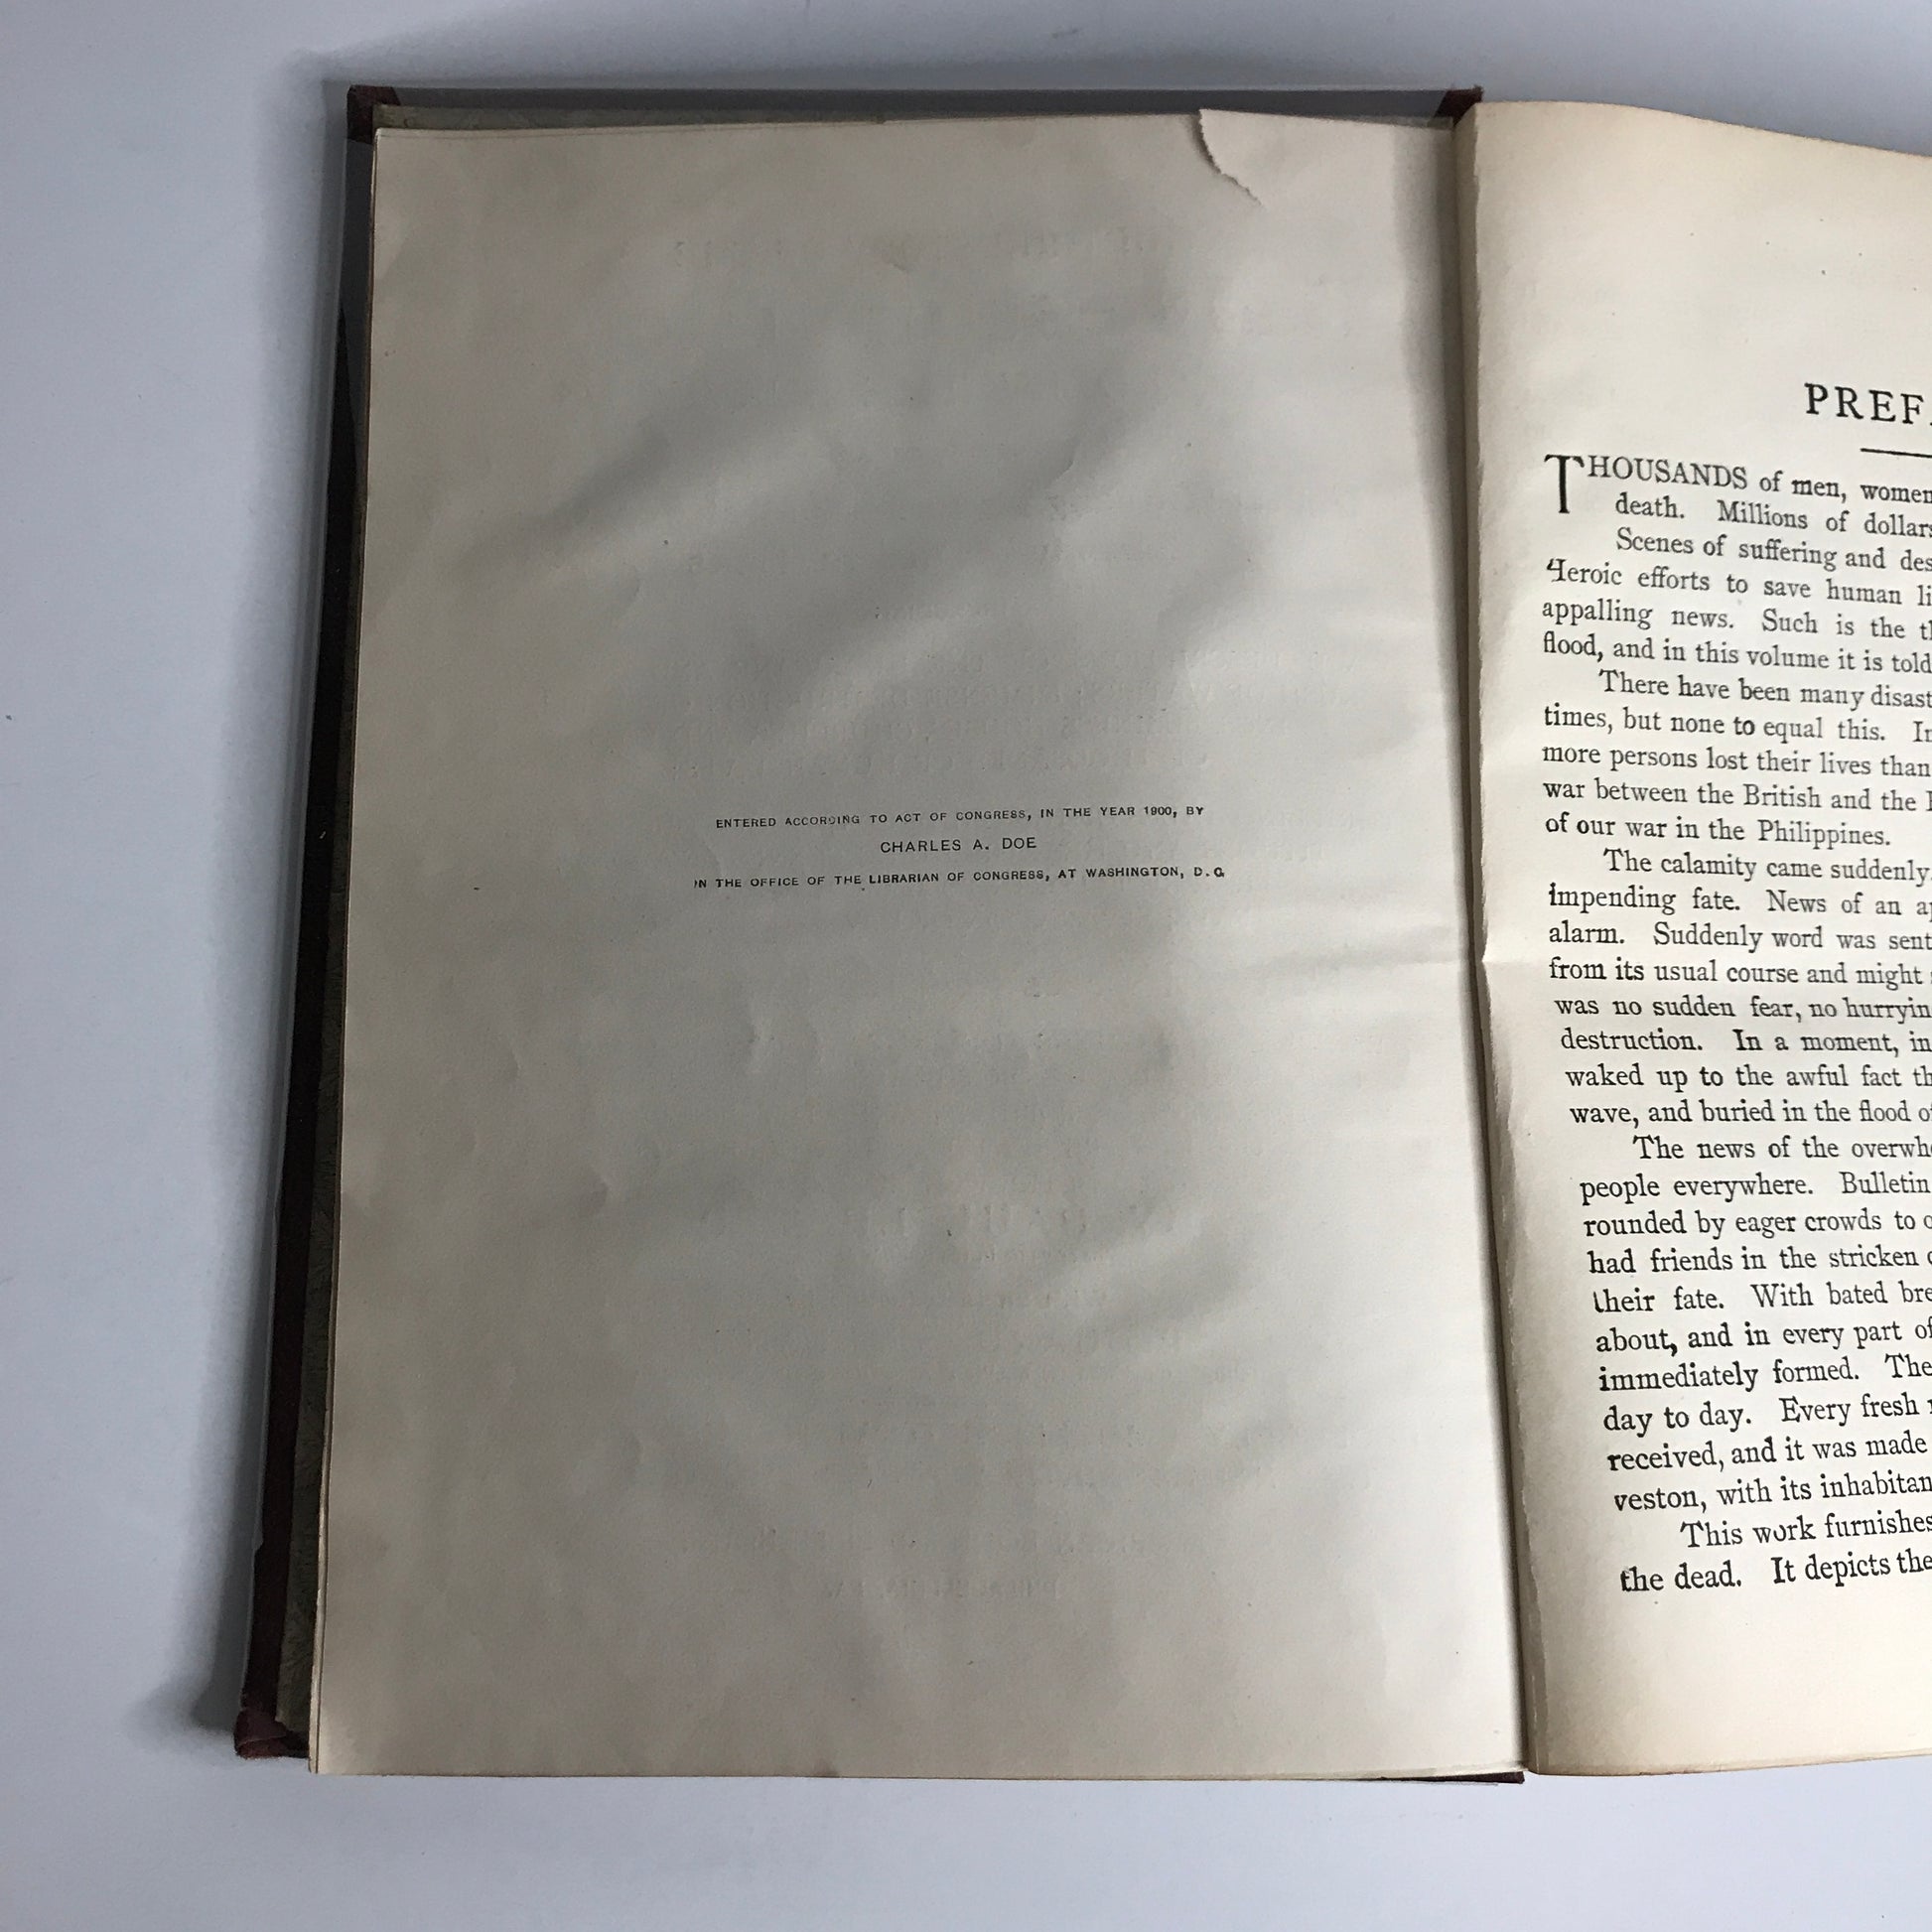 ENTERED ACCORDING TO ACT OF CONGRESS, IN THE YEAR 1900, BY
CHARLES A. DOE
IN THE OFFICE OF THE LIBRARIAN OF CONGRESS, AT WASHINGTON, D. C.
PREF
THOUSANDS of men, women
death. Millions of dollars
Scenes of suffering and des
Heroic efforts to save human li
appalling news. Such is the th
flood, and in this volume it is told
There have been many disast
times, but none to equal this. In
more persons lost their lives than
war between the British and the
of our war in the Philippines.
The calamity came suddenly.
impending fate. News of an ap
alarm. Suddenly word was sent
from its usual course and might
was no sudden fear, no hurryin
destruction. In a moment, in
waked up to the awful fact th
wave, and buried in the flood of
The news of the overwhe
people everywhere. Bulletin
rounded by eager crowds to
had friends in the stricken
their fate. With bated bre
about, and in every part of
immediately formed. The
day to day. Every fresh
received, and it was made
veston, with its inhabitan
This work furnishes
the dead. It depicts the